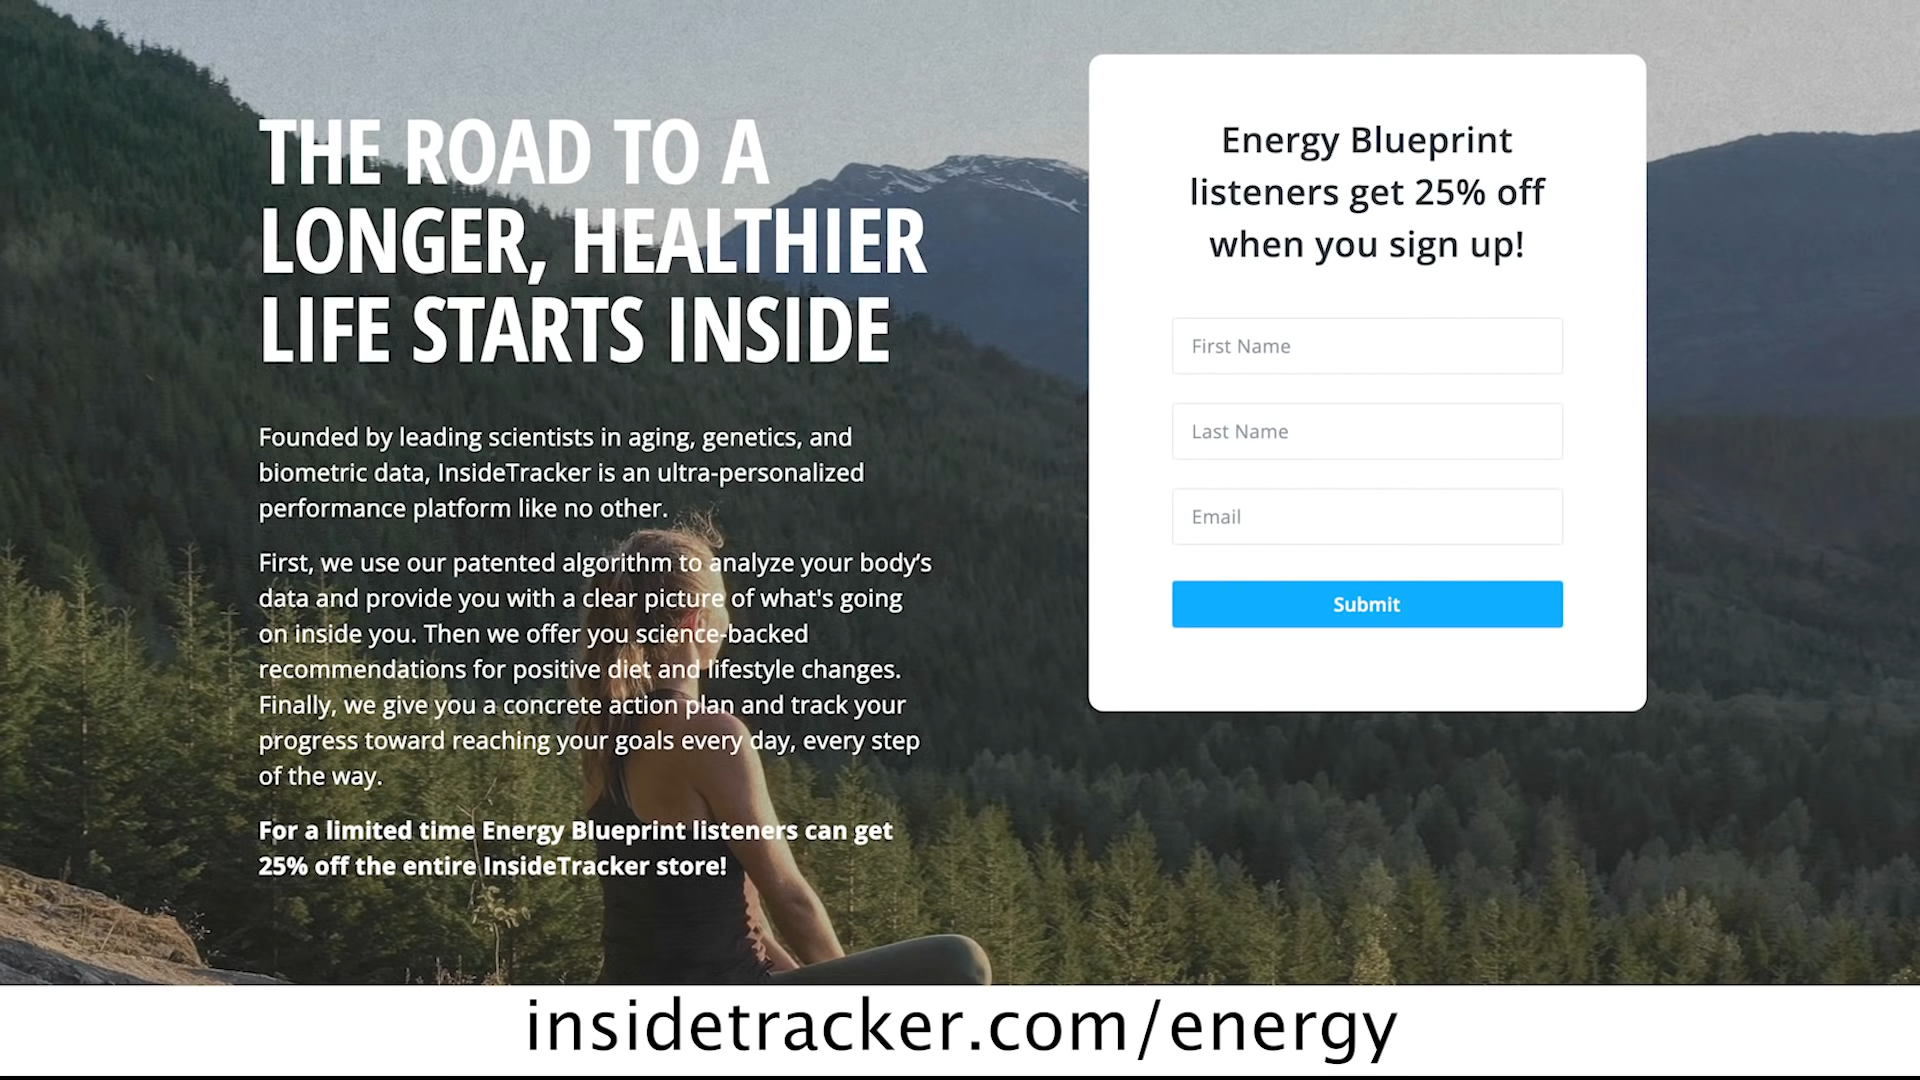 THE ROAD TO A
LONGER, HEALTHIER
LIFE STARTS INSIDE
Founded by leading scientists in aging, genetics, and
biometric data, InsideTracker is an ultra-personalized
performance platform like no other.
First, we use our patented algorithm to analyze your body’s
data and provide you with a clear picture of what's going
on inside you. Then we offer you science-backed
recommendations for positive diet and lifestyle changes.
Finally, we give you a concrete action plan and track your
progress toward reaching your goals every day, every step
of the way.
For a limited time Energy Blueprint listeners can get
25% off the entire InsideTracker store!
Energy Blueprint
listeners get 25% off
when you sign up!
First Name
Last Name
Email
Submit
insidetracker.com/energy